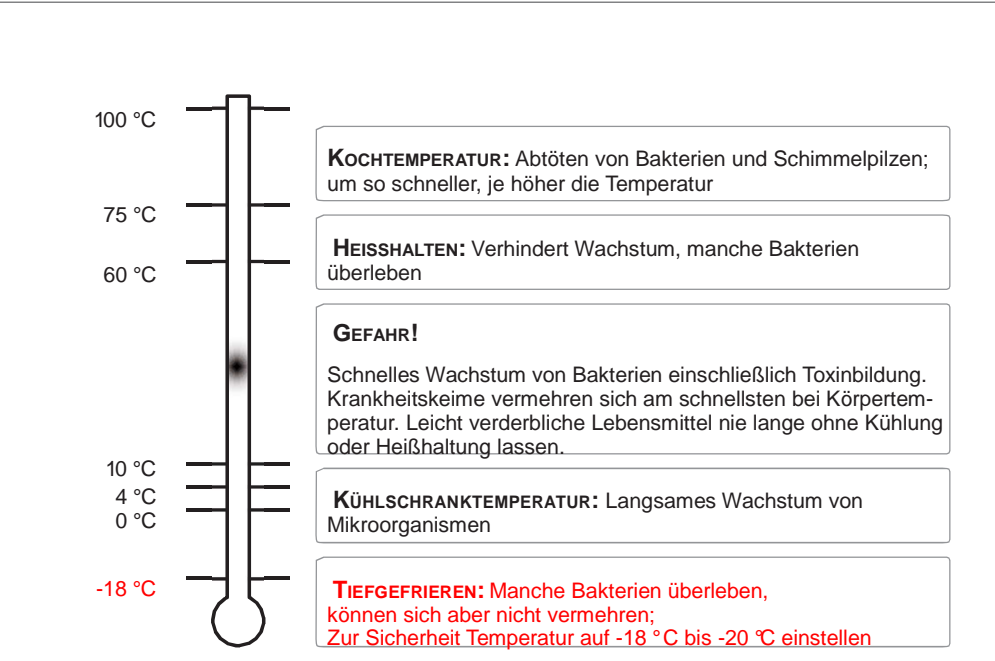 100 °C
KOCHTEMPERATUR: Abtöten von Bakterien und Schimmelpilzen;
um so schneller, je höher die Temperatur
75 °C
HEISSHALTEN: Verhindert Wachstum, manche Bakterien
überleben
60 °C
GEFAHR!
Schnelles Wachstum von Bakterien einschließlich Toxinbildung.
Krankheitskeime vermehren sich am schnellsten bei Körpertem-
peratur. Leicht verderbliche Lebensmittel nie lange ohne Kühlung
oder Heißhaltung lassen.
10 °C
4 °C
0 °C
KÜHLSCHRANKTEMPERATUR: Langsames Wachstum von
Mikroorganismen
-18 °C
TIEFGEFRIEREN: Manche Bakterien überleben,
können sich aber nicht vermehren;
Zur Sicherheit Temperatur auf -18 °C bis -20 °C einstellen